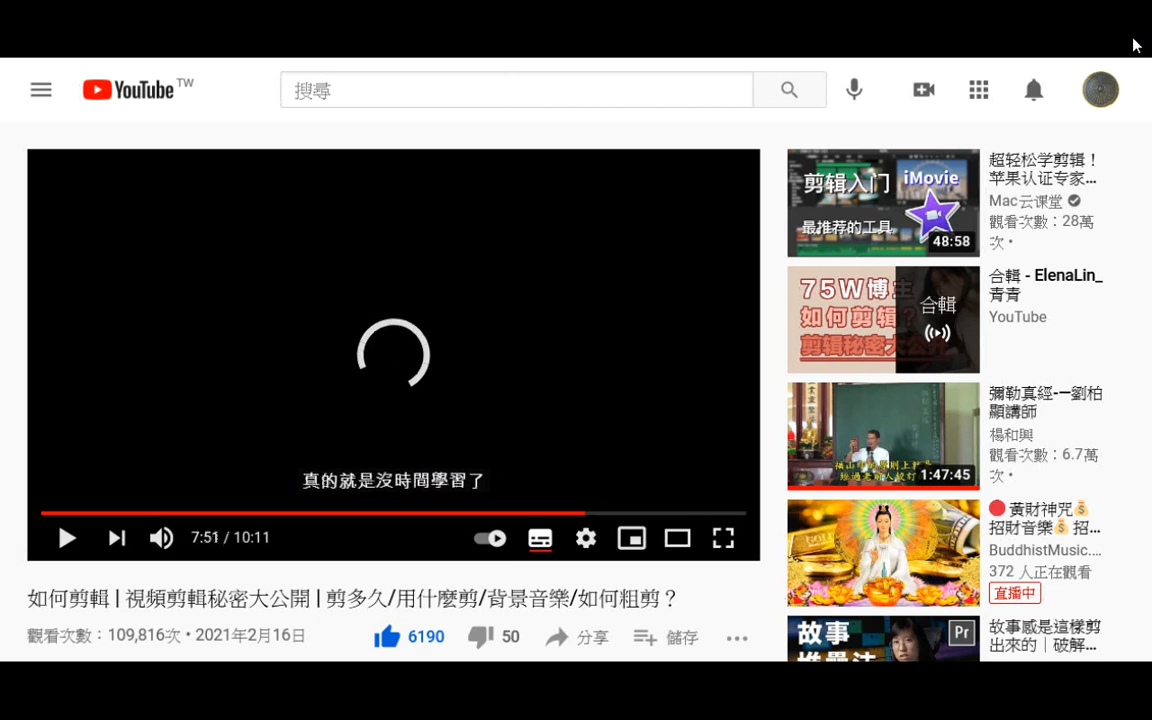 YouTube TW
搜尋
真的就是沒時間學習了
7:51 / 10:11
如何剪輯 | 視頻剪輯秘密大公開 | 剪多久/用什麼剪/背景音樂/如何粗剪？
觀看次數：109,816次 • 2021年2月16日
6190
50
分享
儲存
剪辑入门
iMovie
最推荐的工具
48:58
超轻松学剪辑！
苹果认证专家...
Mac云课堂
觀看次數：28萬
次 •
75W博主
如何剪辑？
剪辑秘密大公开
合輯
合輯 - ElenaLin_
青青
YouTube
1:47:45
彌勒真經-—劉柏
顯講師
楊和興
觀看次數：6.7萬
次 •
黃財神咒
招財音樂 招...
BuddhistMusic....
372 人正在觀看
直播中
故事
Pr
故事感是這樣剪
出來的｜破解...